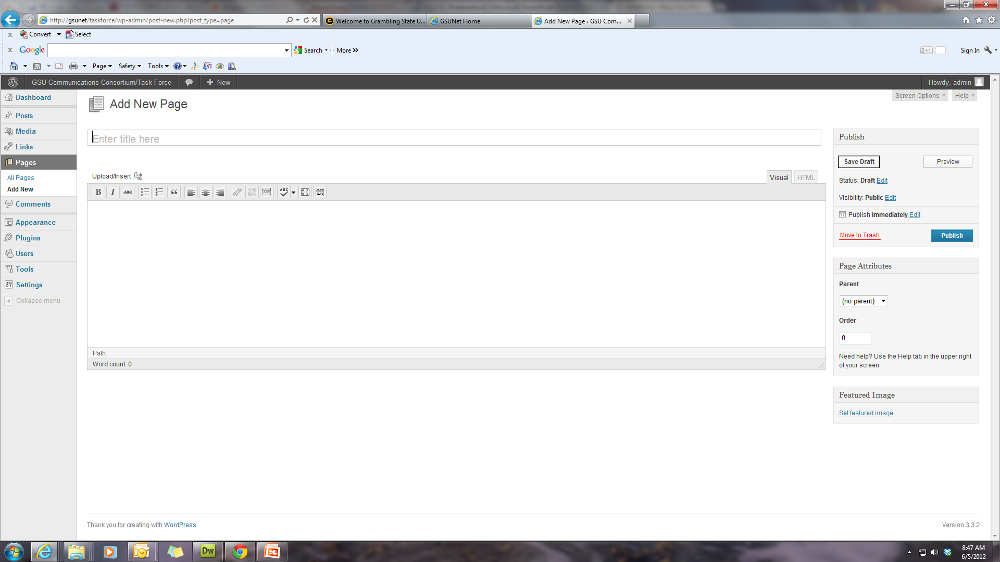 http://gsunet/taskforce/wp-admin/post-new.php?post_type=page
Welcome to Grambling State U...
GSUNet Home
Add New Page ‹ GSU Com...
x Convert Select
x Google Search More »
+1 Sign In
Page Safety Tools
GSU Communications Consortium/Task Force + New Howdy, admin
Dashboard
Posts
Media
Links
Pages
All Pages
Add New
Comments
Appearance
Plugins
Users
Tools
Settings
Collapse menu
Add New Page
Screen Options Help
Enter title here
Upload/Insert
Visual HTML
B I ABC ABC
Path:
Word count: 0
Publish
Save Draft Preview
Status: Draft Edit
Visibility: Public Edit
Publish immediately Edit
Move to Trash Publish
Page Attributes
Parent
(no parent)
Order
0
Need help? Use the Help tab in the upper right
of your screen.
Featured Image
Set featured image
Thank you for creating with WordPress. Version 3.3.2
Dw
8:47 AM
6/5/2012